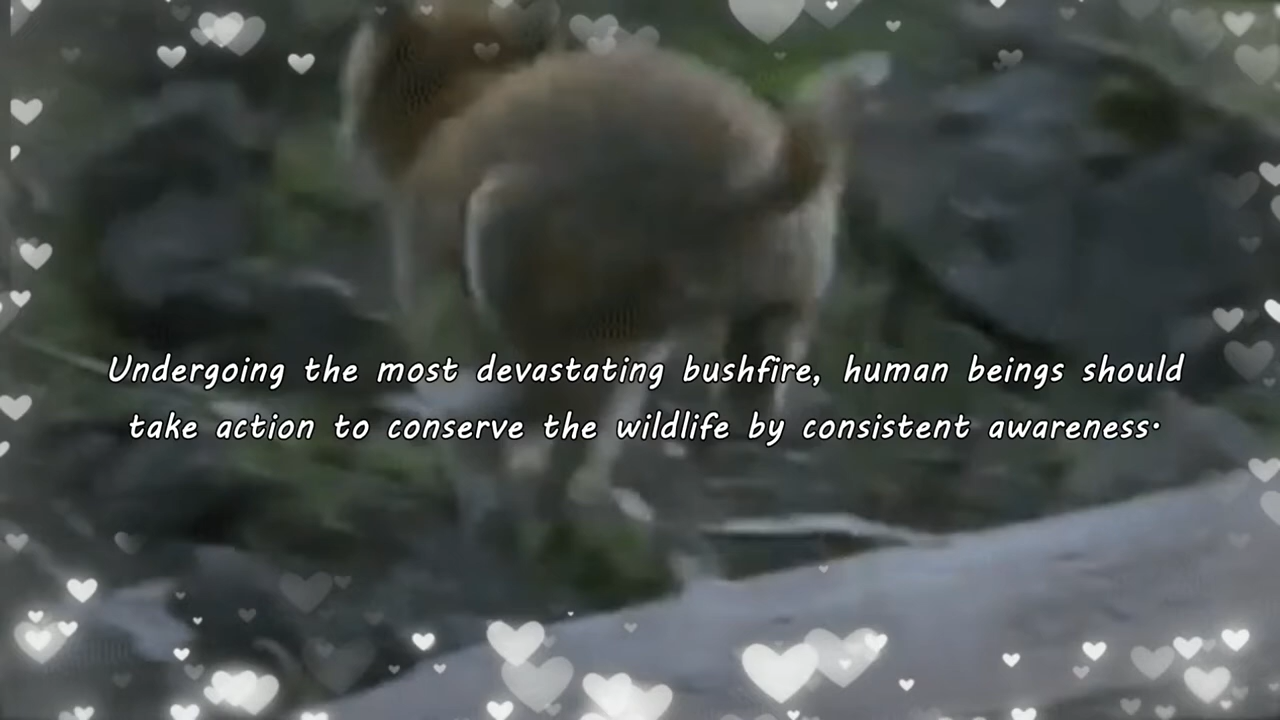 Undergoing the most devastating bushfire, human beings should
take action to conserve the wildlife by consistent awareness·